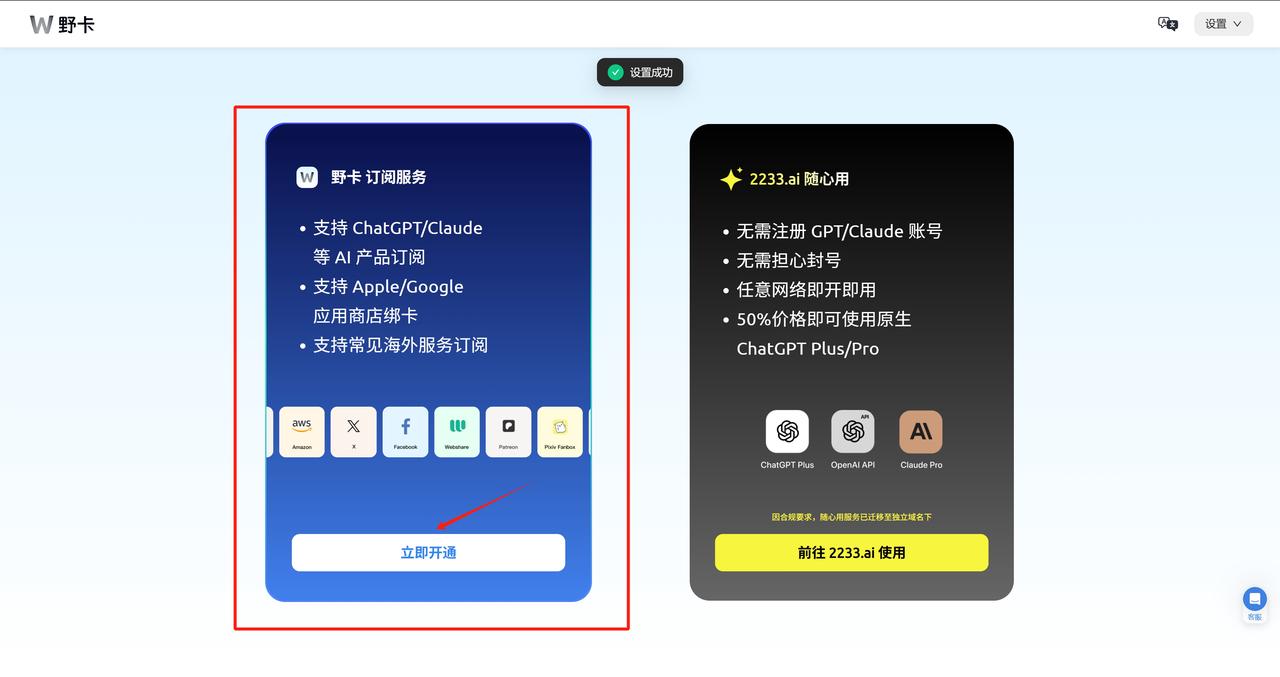 W 野卡
设置
设置成功
野卡 订阅服务
• 支持 ChatGPT/Claude
等 AI 产品订阅
• 支持 Apple/Google
应用商店绑卡
• 支持常见海外服务订阅
aws
Amazon
X
Facebook
Webshare
Patreon
Pixiv Fanbox
立即开通
2233.ai 随心用
• 无需注册 GPT/Claude 账号
• 无需担心封号
• 任意网络即开即用
• 50%价格即可使用原生
ChatGPT Plus/Pro
API
ChatGPT Plus
OpenAI API
Claude Pro
因合规要求，随心用服务已迁移至独立域名下
前往 2233.ai 使用
客服